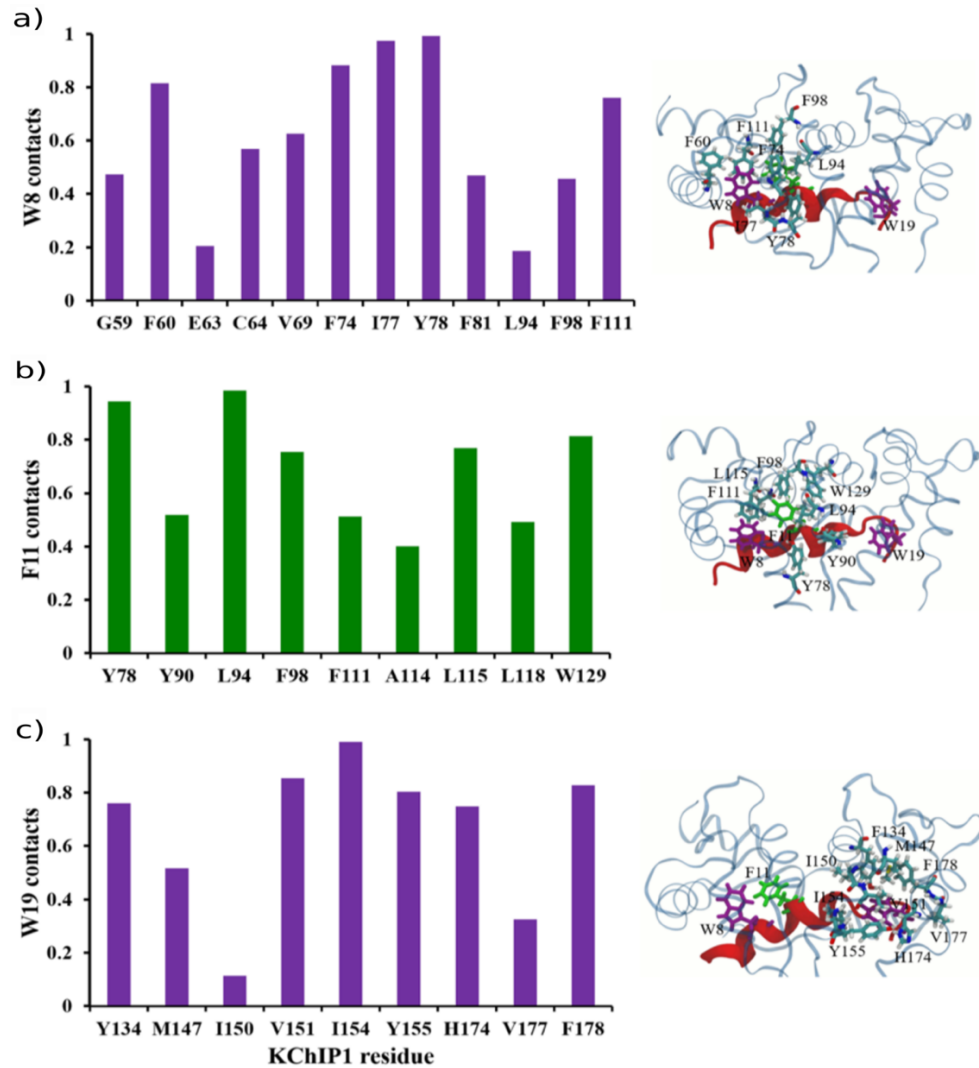 a)
W8 contacts
1
0.8
0.6
0.4
0.2
0
G59 F60 E63 C64 V69 F74 I77 Y78 F81 L94 F98 F111
F98
F111
F60
F74
L94
W8
I77
W19
Y78
b)
F11 contacts
1
0.8
0.6
0.4
0.2
0
Y78 Y90 L94 F98 F111 A114 L115 L118 W129
F98
L115
W129
F111
L94
F11
W8
Y90
W19
Y78
c)
W19 contacts
1
0.8
0.6
0.4
0.2
0
Y134 M147 I150 V151 I154 Y155 H174 V177 F178
KChIP1 residue
F134
M147
I150
F178
F11
I154
V151
W8
V177
Y155
H174